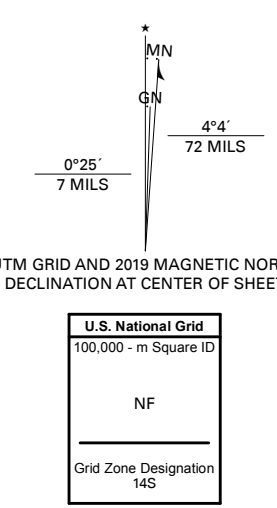 ★
MN
GN
4°4´
72 MILS
0°25´
7 MILS
UTM GRID AND 2019 MAGNETIC NOR
DECLINATION AT CENTER OF SHEET
U.S. National Grid
100,000 - m Square ID
NF
Grid Zone Designation
14S